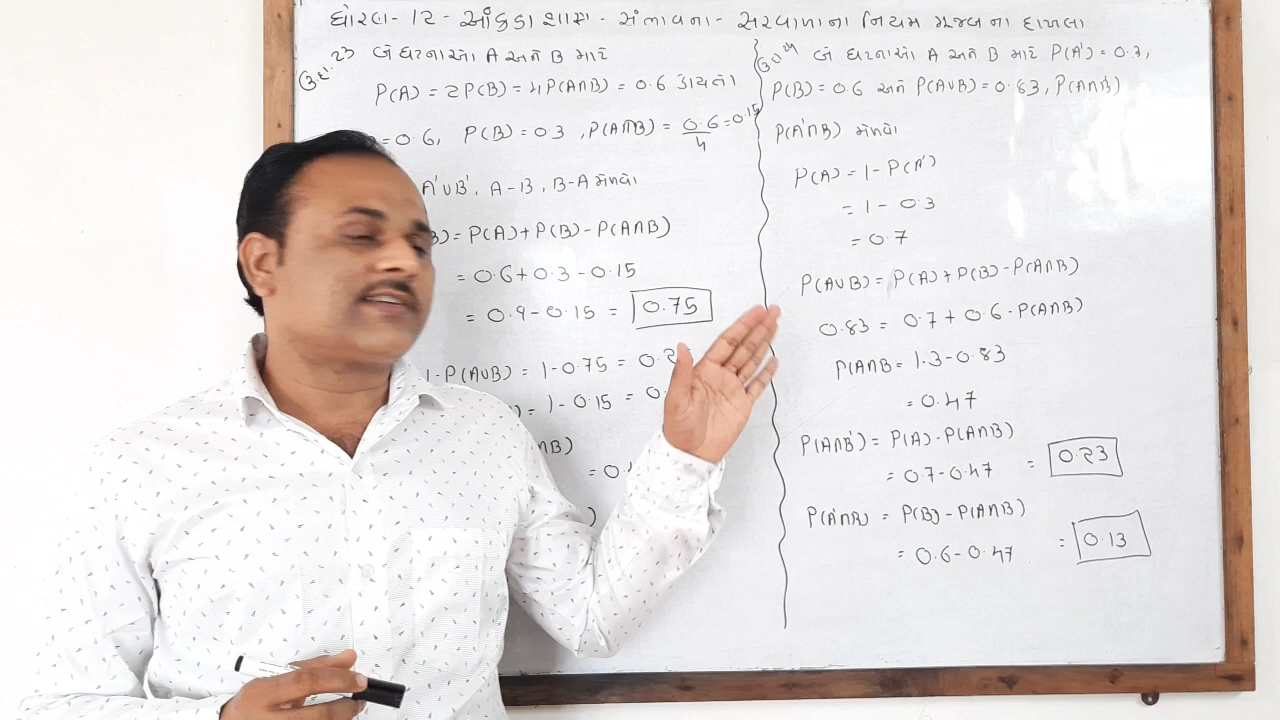 ધોરણ - 12 - આંકડાશાસ્ત્ર - સંભાવના - સરવાળાના નિયમ મુજબના દાખલા
ઉદા. 23 બે ઘટનાઓ A અને B માટે
P(A) = 2P(B) = 4P(A∩B) = 0.6 હોય તો
= 0.6, P(B) = 0.3, P(A∩B) = 0.6/4 = 0.15
A'∪B', A-B, B-A મેળવો
B) = P(A) + P(B) - P(A∩B)
= 0.6 + 0.3 - 0.15
= 0.9 - 0.15 = 0.75
1 - P(A∪B) = 1 - 0.75 = 0.2
) = 1 - 0.15 = 0.
∩B)
= 0.
)
ઉદા 24 બે ઘટનાઓ A અને B માટે P(A') = 0.3,
P(B) = 0.6 અને P(A∪B) = 0.83, P(A∩B')
P(A'∩B) મેળવો
P(A) = 1 - P(A')
= 1 - 0.3
= 0.7
P(A∪B) = P(A) + P(B) - P(A∩B)
0.83 = 0.7 + 0.6 - P(A∩B)
P(A∩B = 1.3 - 0.83
= 0.47
P(A∩B') = P(A) - P(A∩B)
= 0.7 - 0.47 = 0.23
P(A'∩B) = P(B) - P(A∩B)
= 0.6 - 0.47 = 0.13